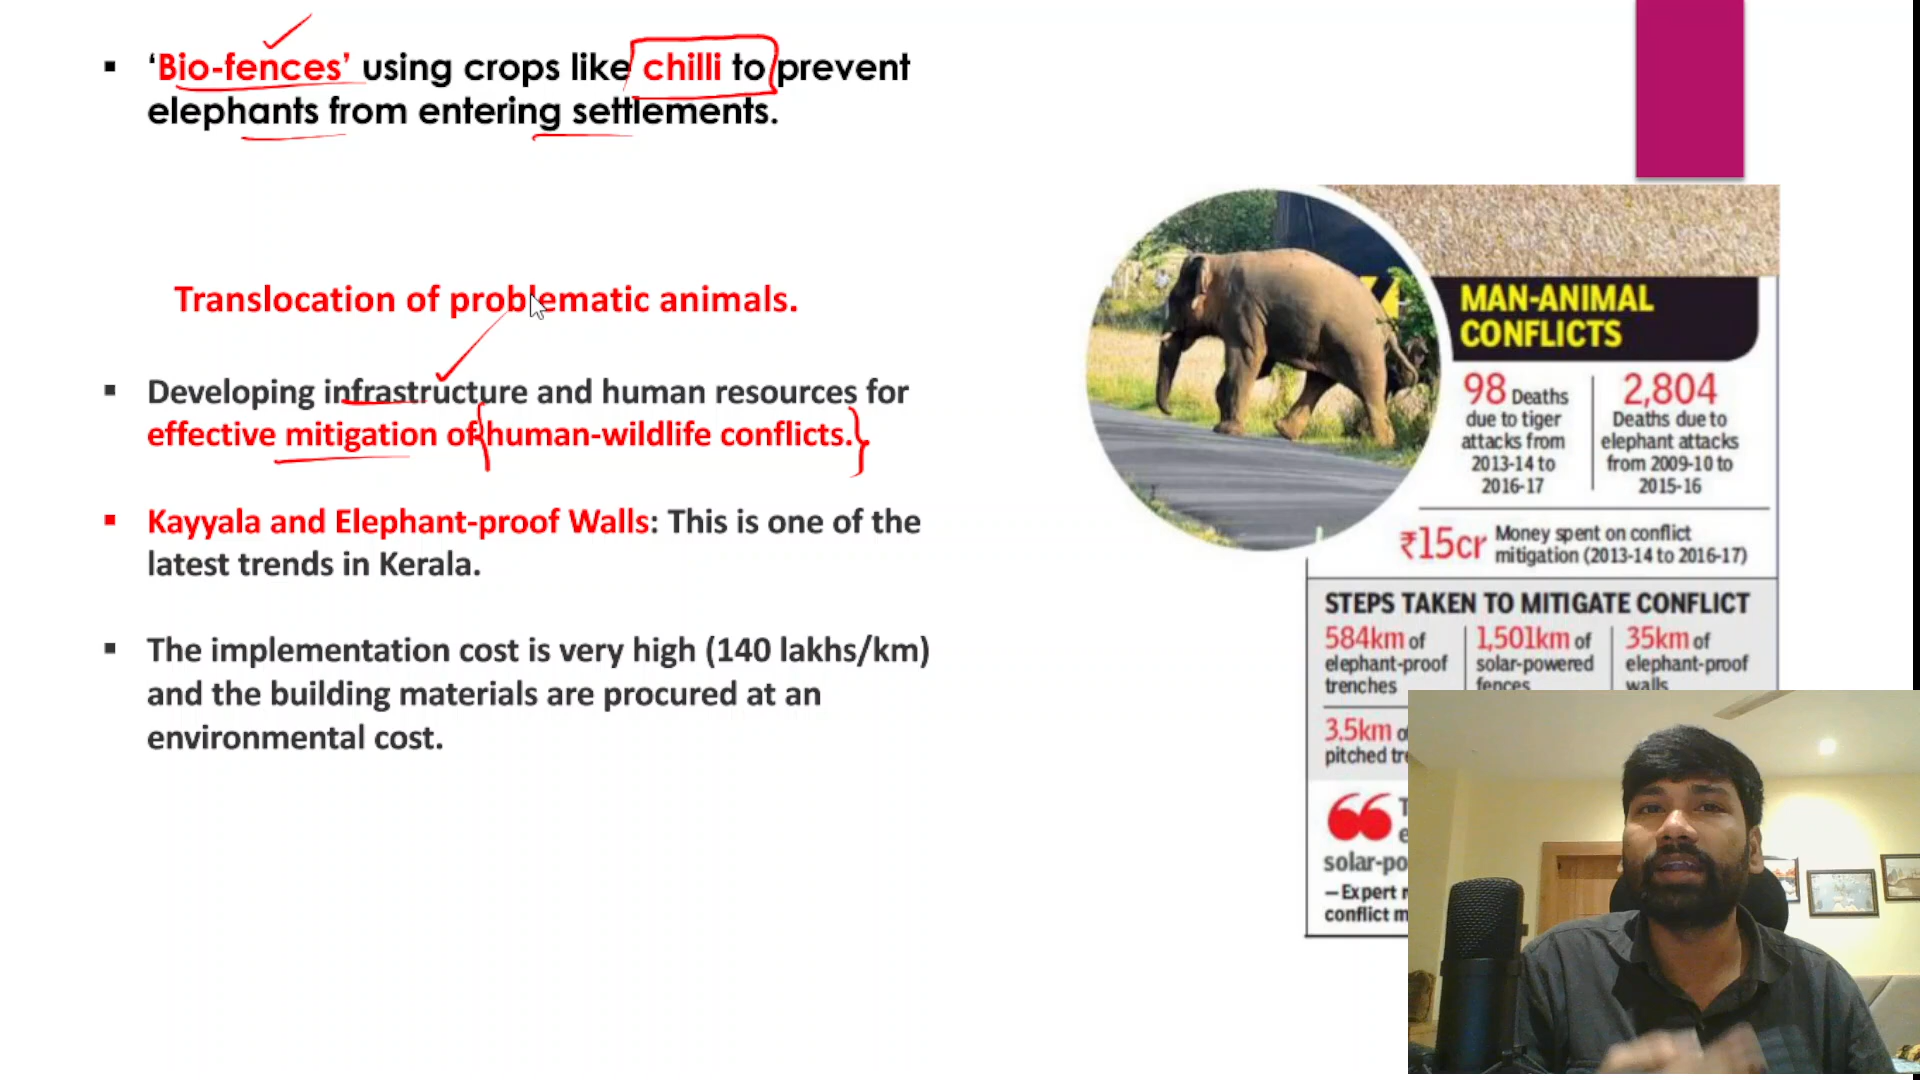 ‘Bio-fences’ using crops like chilli to prevent
elephants from entering settlements.
Translocation of problematic animals.
Developing infrastructure and human resources for
effective mitigation of human-wildlife conflicts.
Kayyala and Elephant-proof Walls: This is one of the
latest trends in Kerala.
The implementation cost is very high (140 lakhs/km)
and the building materials are procured at an
environmental cost.
MAN-ANIMAL
CONFLICTS
98 Deaths
due to tiger
attacks from
2013-14 to
2016-17
2,804
Deaths due to
elephant attacks
from 2009-10 to
2015-16
₹15cr Money spent on conflict
mitigation (2013-14 to 2016-17)
STEPS TAKEN TO MITIGATE CONFLICT
584km of
elephant-proof
trenches
1,501km of
solar-powered
fences
35km of
elephant-proof
walls
3.5km
pitched
solar-po
—Expert
conflict